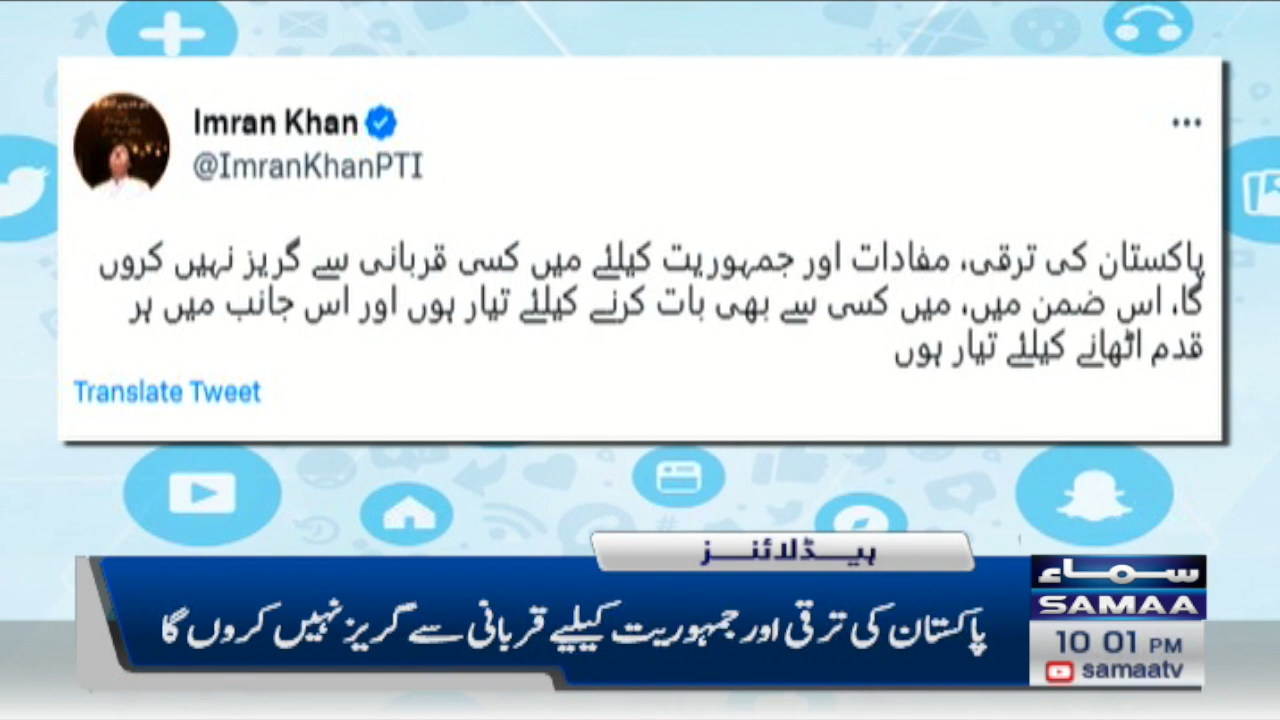 Imran Khan
@ImranKhanPTI
پاکستان کی ترقی، مفادات اور جمہوریت کیلئے میں کسی قربانی سے گریز نہیں کروں
گا، اس ضمن میں، میں کسی سے بھی بات کرنے کیلئے تیار ہوں اور اس جانب میں ہر
قدم اٹھانے کیلئے تیار ہوں
Translate Tweet
ہیڈلائنز
پاکستان کی ترقی اور جمہوریت کیلیے قربانی سے گریز نہیں کروں گا
سماء
SAMAA
10 01 PM
samaatv